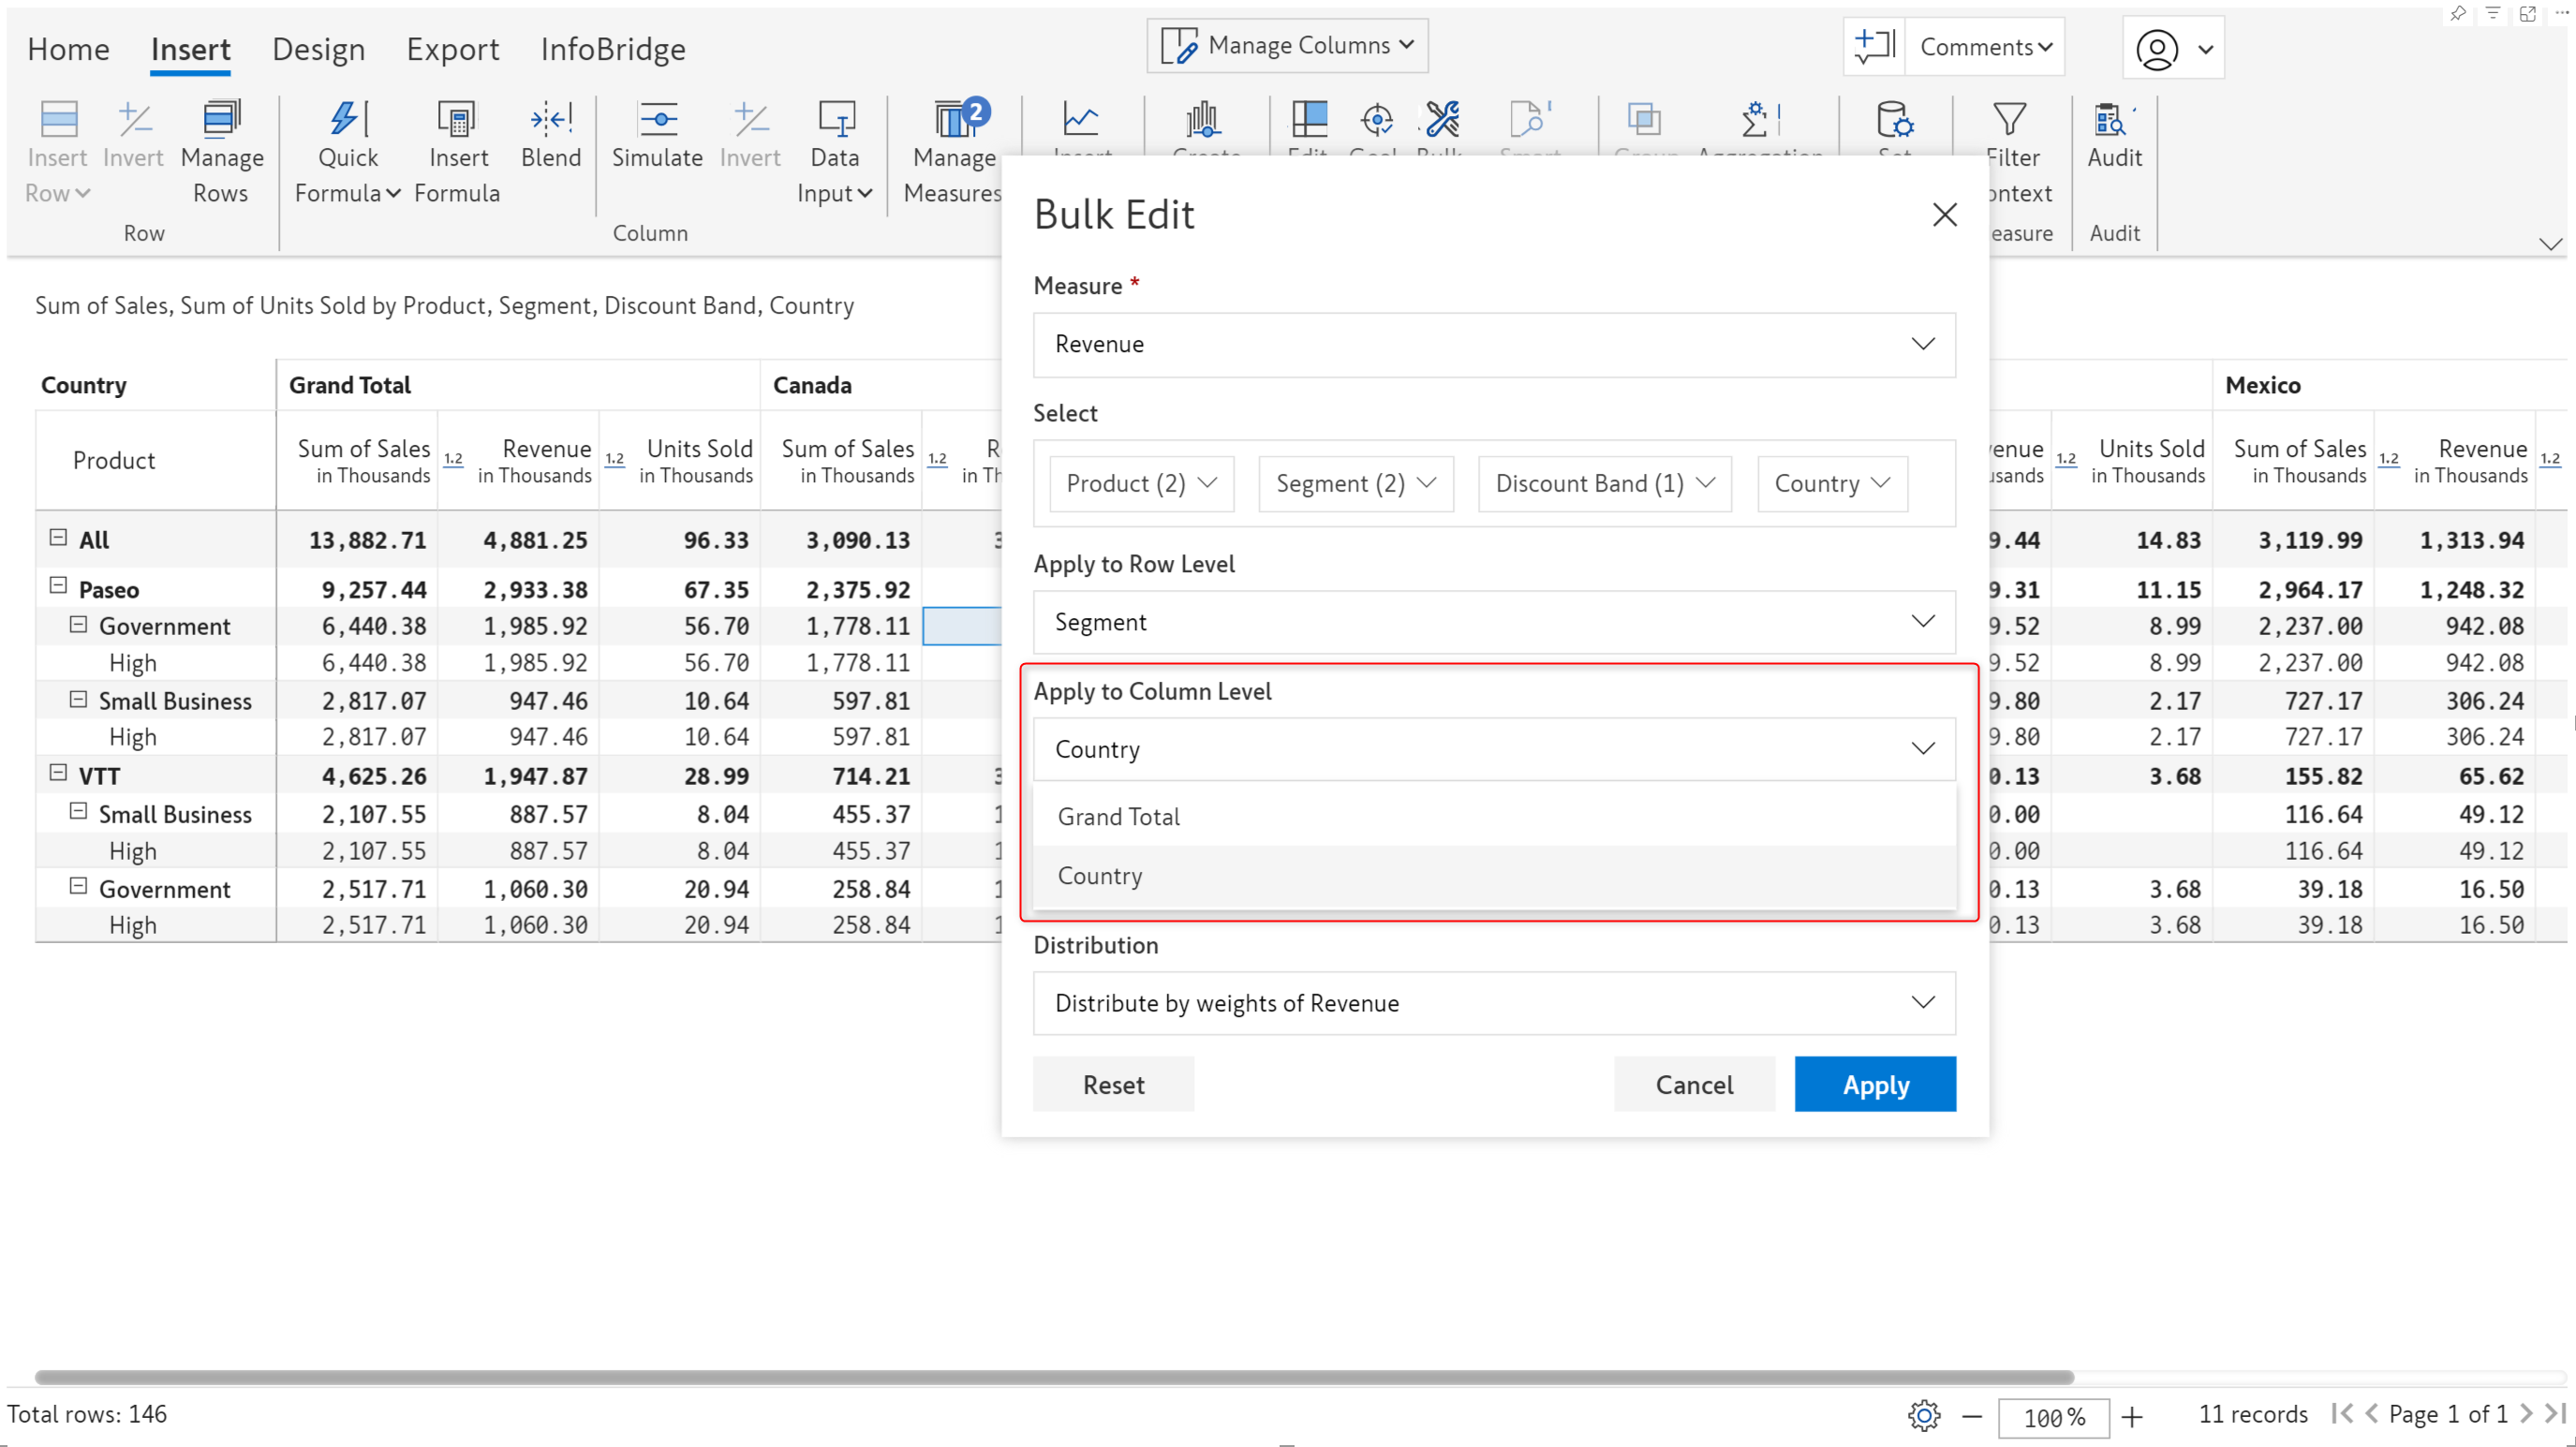 Home Insert Design Export InfoBridge Manage Columns Comments
Insert Row Invert Manage Rows Quick Formula Insert Formula Blend Simulate Invert Data Input Manage Measures 2 Filter Audit
Row Column Audit
Sum of Sales, Sum of Units Sold by Product, Segment, Discount Band, Country
Country Grand Total Canada Mexico
Product Sum of Sales in Thousands 1.2 Revenue in Thousands 1.2 Units Sold in Thousands Sum of Sales in Thousands 1.2 1.2 Units Sold in Thousands Sum of Sales in Thousands 1.2 Revenue in Thousands 1.2
All 13,882.71 4,881.25 96.33 3,090.13 9.44 14.83 3,119.99 1,313.94
Paseo 9,257.44 2,933.38 67.35 2,375.92 9.31 11.15 2,964.17 1,248.32
Government 6,440.38 1,985.92 56.70 1,778.11 9.52 8.99 2,237.00 942.08
High 6,440.38 1,985.92 56.70 1,778.11 9.52 8.99 2,237.00 942.08
Small Business 2,817.07 947.46 10.64 597.81 9.80 2.17 727.17 306.24
High 2,817.07 947.46 10.64 597.81 9.80 2.17 727.17 306.24
VTT 4,625.26 1,947.87 28.99 714.21 0.13 3.68 155.82 65.62
Small Business 2,107.55 887.57 8.04 455.37 0.00 116.64 49.12
High 2,107.55 887.57 8.04 455.37 0.00 116.64 49.12
Government 2,517.71 1,060.30 20.94 258.84 0.13 3.68 39.18 16.50
High 2,517.71 1,060.30 20.94 258.84 0.13 3.68 39.18 16.50
Bulk Edit
Measure *
Revenue
Select
Product (2) Segment (2) Discount Band (1) Country
Apply to Row Level
Segment
Apply to Column Level
Country
Grand Total
Country
Distribution
Distribute by weights of Revenue
Reset Cancel Apply
Total rows: 146 100% 11 records Page 1 of 1